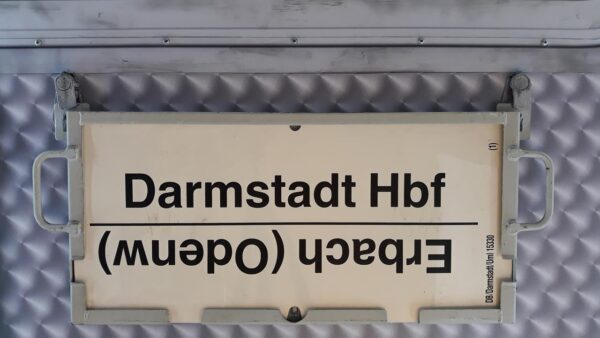 Darmstadt Hbf
Erbach (Odenw)
(1)
DB Darmstadt Uml 15330